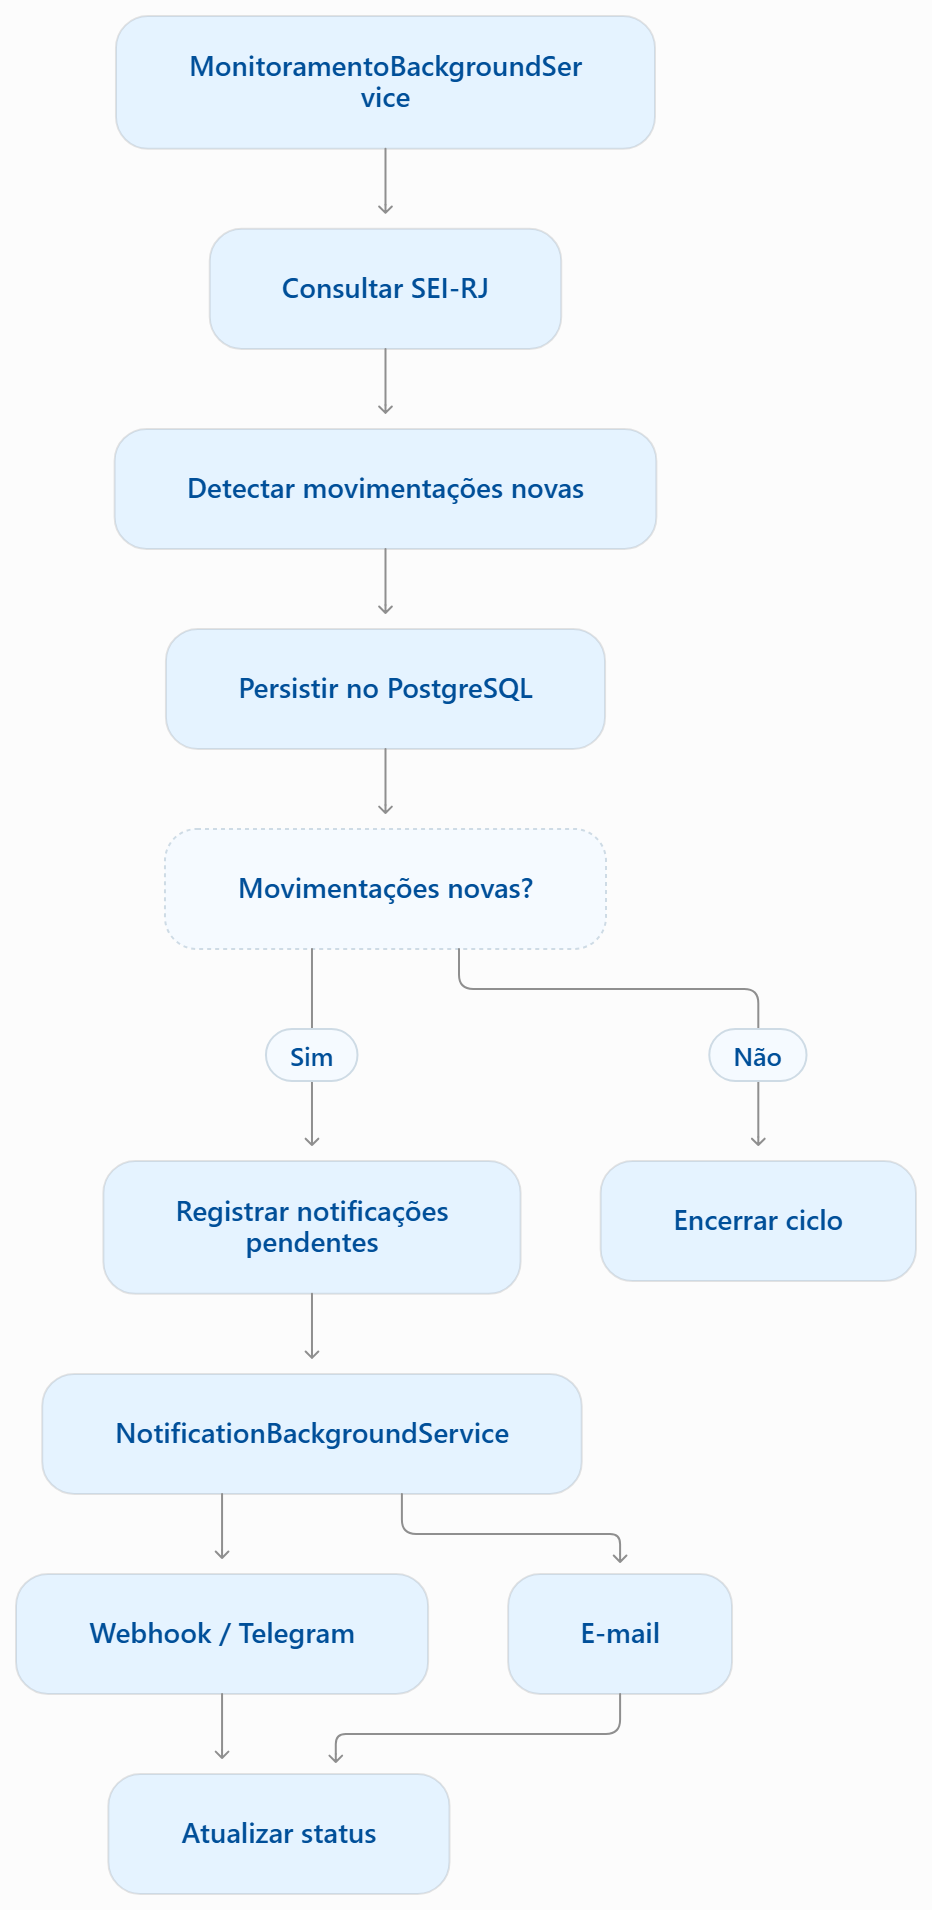 MonitoramentoBackgroundSer
vice
Consultar SEI-RJ
Detectar movimentações novas
Persistir no PostgreSQL
Movimentações novas?
Sim
Não
Registrar notificações
pendentes
Encerrar ciclo
NotificationBackgroundService
Webhook / Telegram
E-mail
Atualizar status